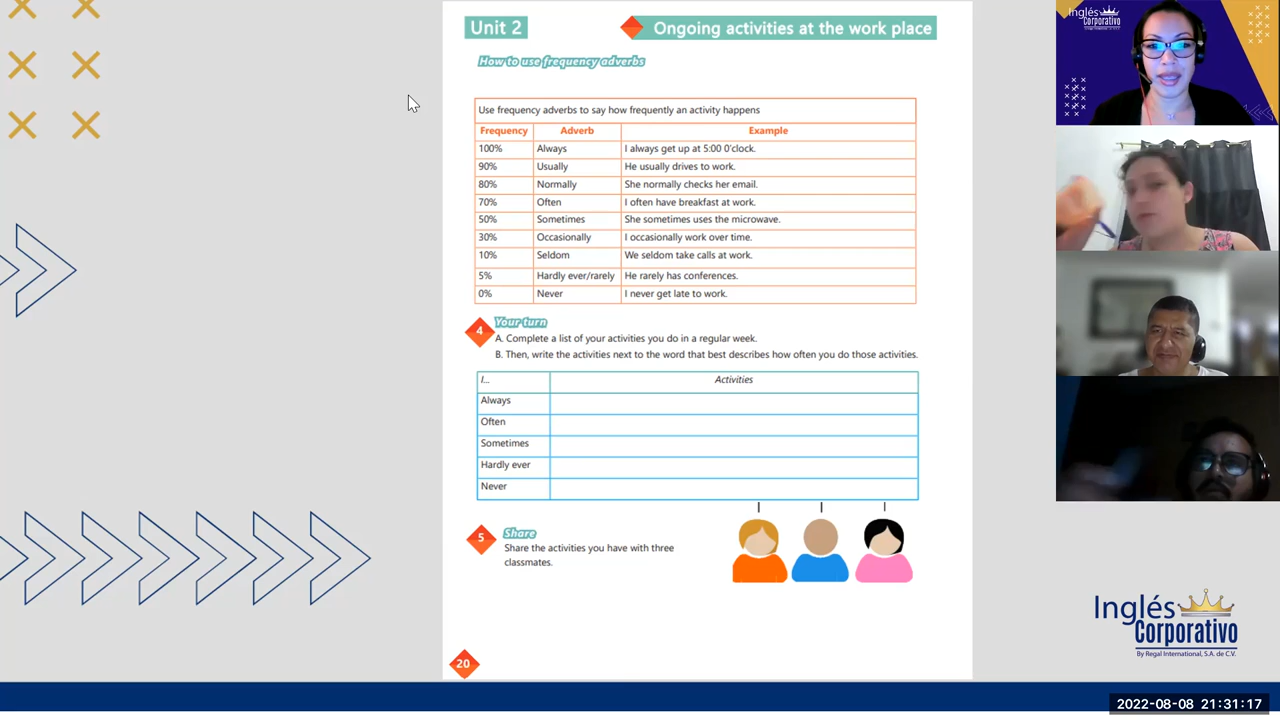 Unit 2
Ongoing activities at the work place
How to use frequency adverbs
Use frequency adverbs to say how frequently an activity happens
Frequency Adverb Example
100% Always I always get up at 5:00 0'clock.
90% Usually He usually drives to work.
80% Normally She normally checks her email.
70% Often I often have breakfast at work.
50% Sometimes She sometimes uses the microwave.
30% Occasionally I occasionally work over time.
10% Seldom We seldom take calls at work.
5% Hardly ever/rarely He rarely has conferences.
0% Never I never get late to work.
4 Your turn
A. Complete a list of your activities you do in a regular week.
B. Then, write the activities next to the word that best describes how often you do those activities.
I... Activities
Always
Often
Sometimes
Hardly ever
Never
5 Share
Share the activities you have with three
classmates.
20
Inglés
Corporativo
Inglés
Corporativo
By Regal International, S.A. de C.V.
2022-08-08 21:31:17